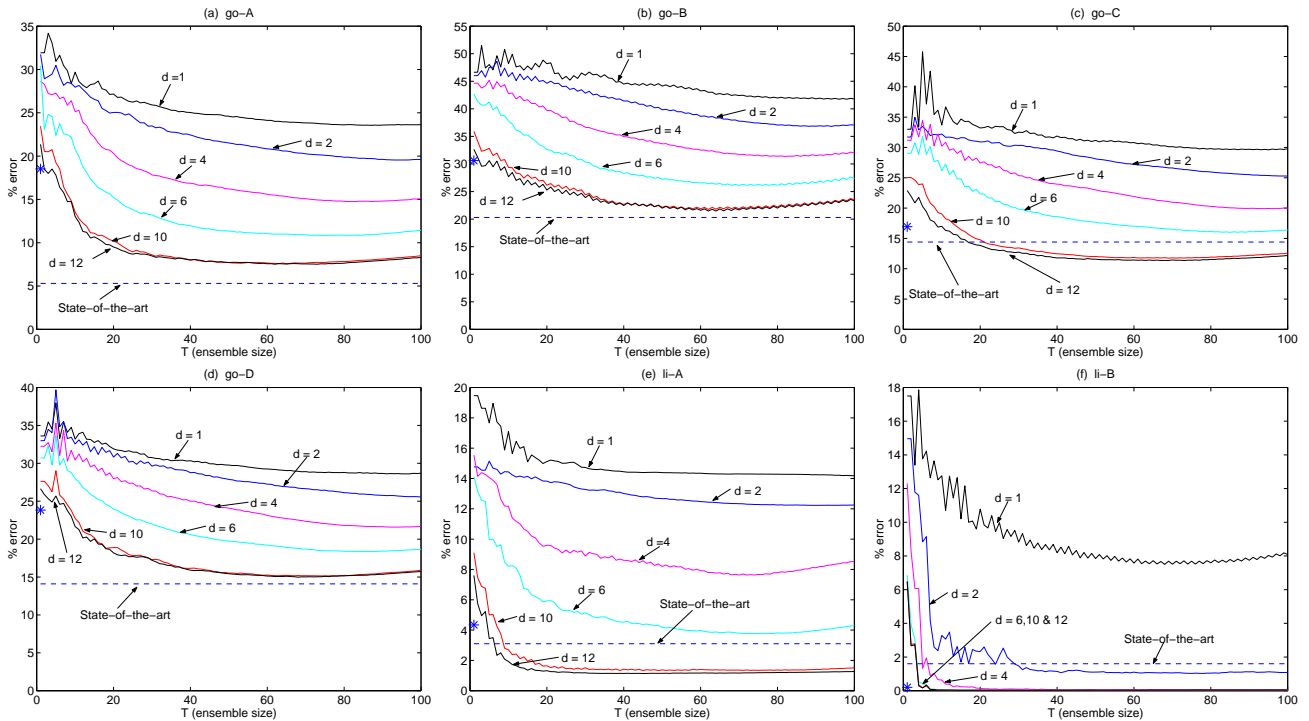 (a) go−A
35
30
25
20
15
10
5
0
% error
0 20 40 60 80 100
T (ensemble size)
d =1
d = 2
d = 4
d = 6
d = 10
d = 12
State−of−the−art
(b) go−B
55
50
45
40
35
30
25
20
15
10
5
0
% error
0 20 40 60 80 100
T (ensemble size)
d = 1
d = 2
d = 4
d = 6
d =10
d = 12
State−of−the−art
(c) go−C
50
45
40
35
30
25
20
15
10
5
0
% error
0 20 40 60 80 100
T (ensemble size)
d = 1
d = 2
d = 4
d = 6
d = 10
State−of−the−art
d = 12
(d) go−D
40
35
30
25
20
15
10
5
0
% error
0 20 40 60 80 100
T (ensemble size)
d = 1
d = 2
d = 4
d = 6
d = 10
d = 12
State−of−the−art
(e) li−A
20
18
16
14
12
10
8
6
4
2
0
% error
0 20 40 60 80 100
T (ensemble size)
d = 1
d = 2
d=4
d = 6
State−of−the−art
d = 10
d = 12
(f) li−B
18
16
14
12
10
8
6
4
2
0
% error
0 20 40 60 80 100
T (ensemble size)
d = 1
d = 2
d = 6,10 & 12
State−of−the−art
d = 4